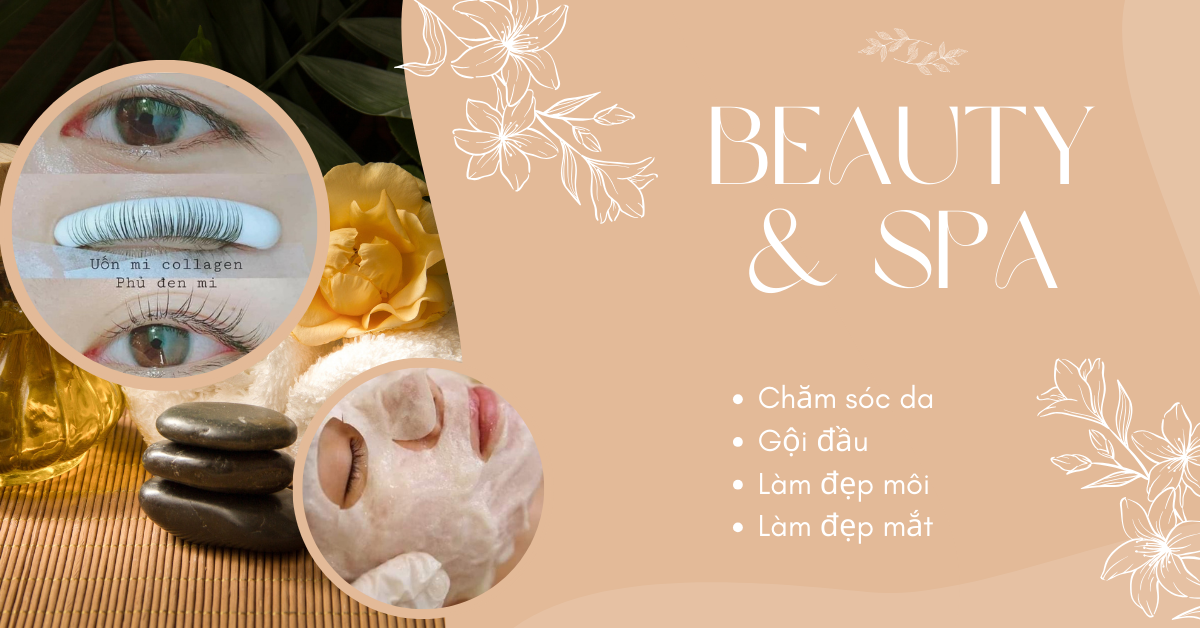 BEAUTY
& SPA
Uốn mi collagen
Phủ đen mi
Chăm sóc da
Gội đầu
Làm đẹp môi
Làm đẹp mắt